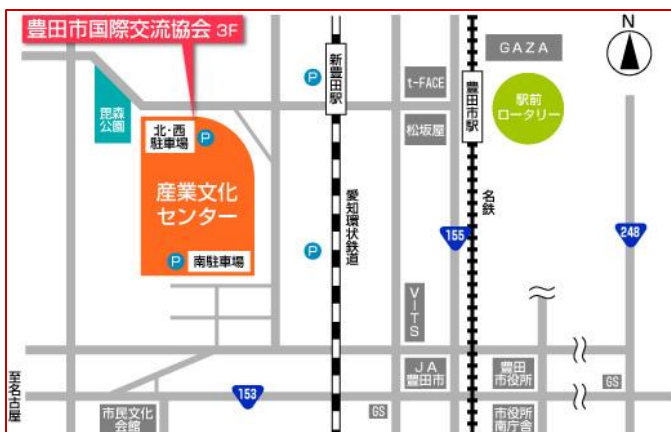 豊田市国際交流協会 3F
N
GAZA
新豊田駅
P
t-FACE
豊田市駅
駅前
ロータリー
毘森
公園
北・西
駐車場
P
松坂屋
産業文化
センター
愛知環状鉄道
名鉄
155
248
P
南駐車場
P
VITS
JA
豊田市
豊田
市役所
GS
至名古屋
153
市民文化
会館
GS
市役所
南庁舎